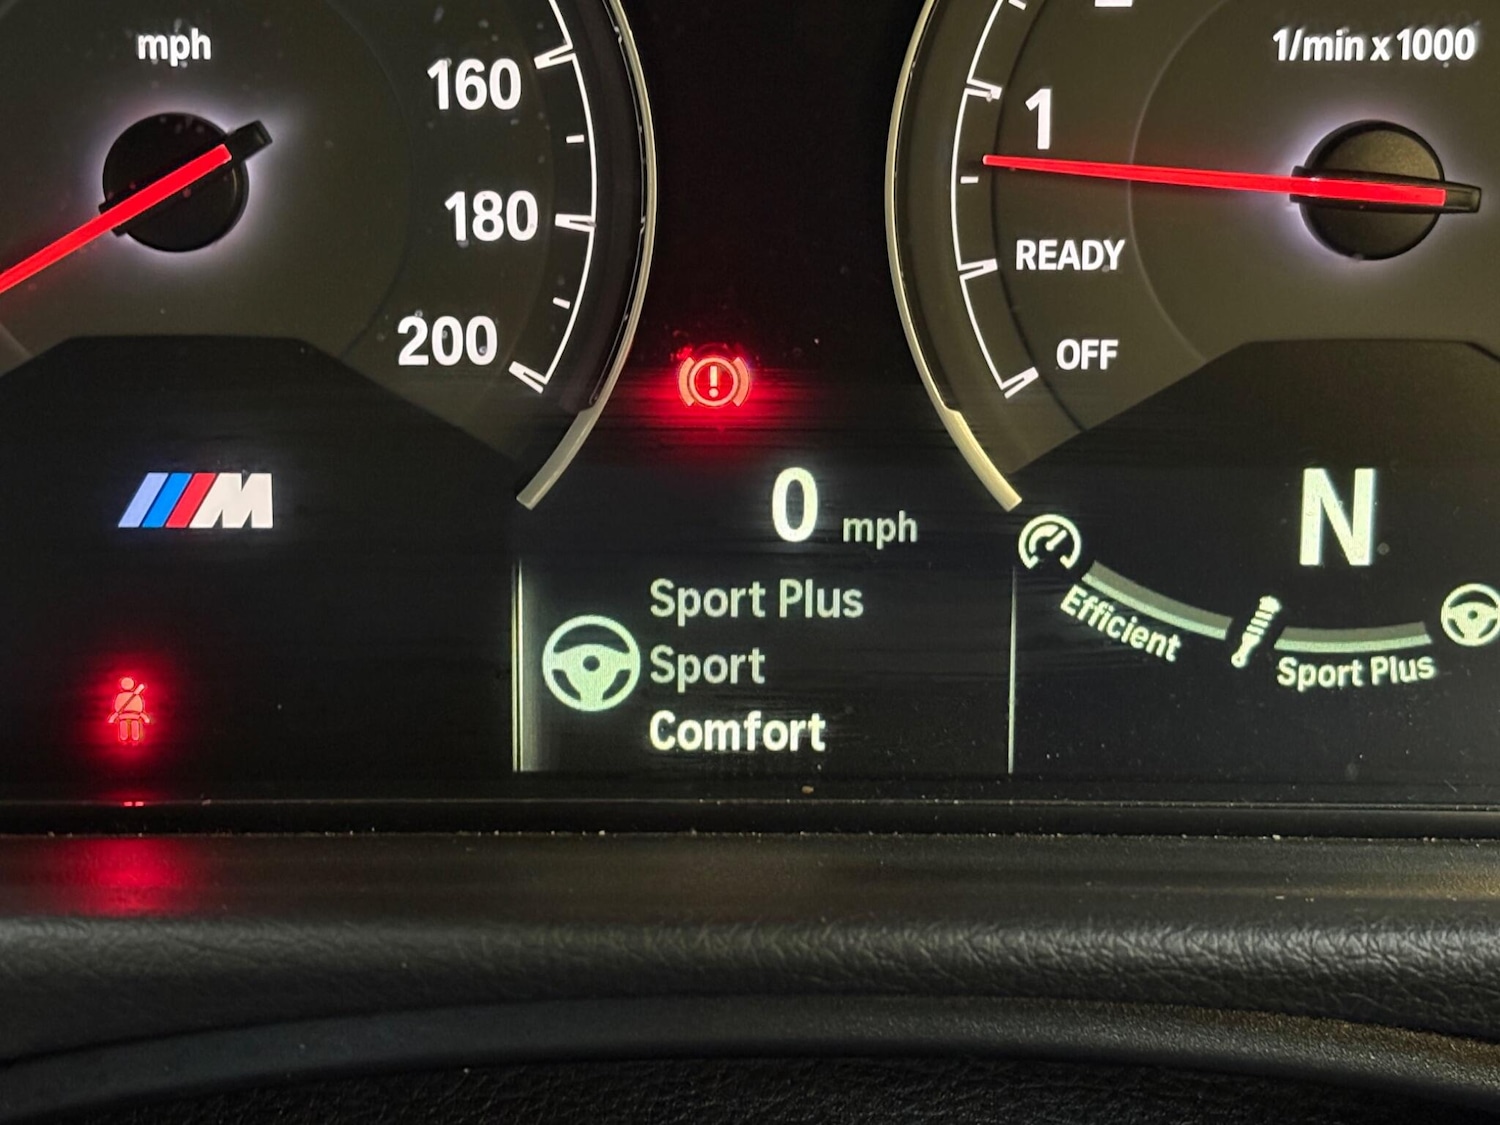 mph
160
180
200
1/min x 1000
1
READY
OFF
M
0 mph
Sport Plus
Sport
Comfort
N
Efficient
Sport Plus